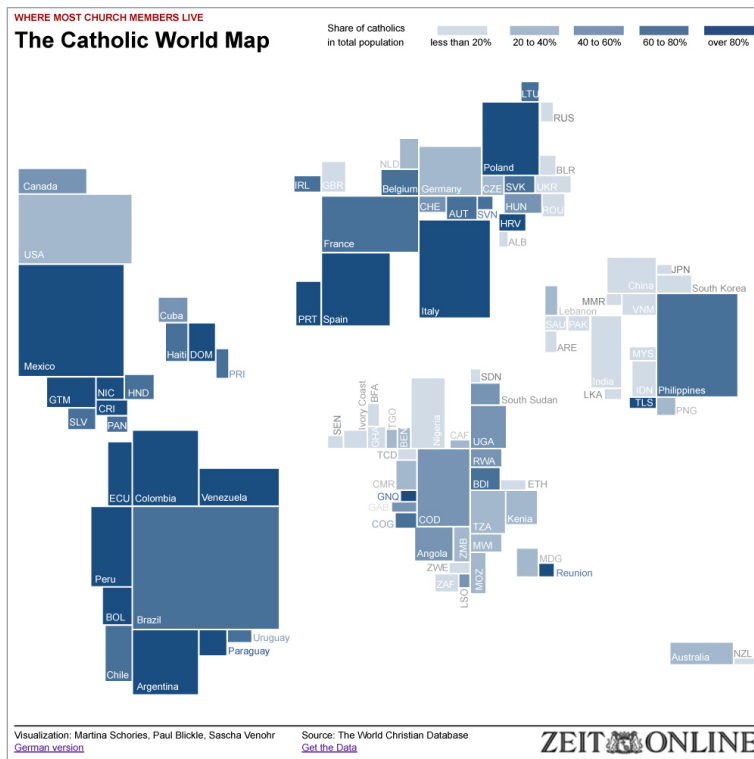 WHERE MOST CHURCH MEMBERS LIVE
The Catholic World Map
Share of catholics
in total population
less than 20%
20 to 40%
40 to 60%
60 to 80%
over 80%
LTU
RUS
Canada
USA
Mexico
Cuba
Haiti
DOM
PRI
GTM
NIC
HND
CRI
SLV
PAN
ECU
Colombia
Venezuela
Peru
BOL
Brazil
Chile
Uruguay
Paraguay
Argentina
NLD
Poland
BLR
IRL
GBR
Belgium
Germany
CZE
SVK
UKR
CHE
AUT
SVN
HUN
ROU
HRV
ALB
France
PRT
Spain
Italy
JPN
China
South Korea
MMR
VNM
Lebanon
SAU
PAK
ARE
India
MYS
IDN
LKA
Philippines
TLS
PNG
SDN
South Sudan
SEN
Ivory Coast
BFA
GHA
TGO
BEN
Nigeria
CAF
UGA
TCD
RWA
CMR
BDI
ETH
GNQ
GAB
COG
COD
TZA
Kenia
Angola
ZMB
MWI
ZWE
ZAF
LSO
MOZ
MDG
Reunion
Australia
NZL
Visualization: Martina Schories, Paul Blickle, Sascha Venohr
German version
Source: The World Christian Database
Get the Data
ZEIT ONLINE